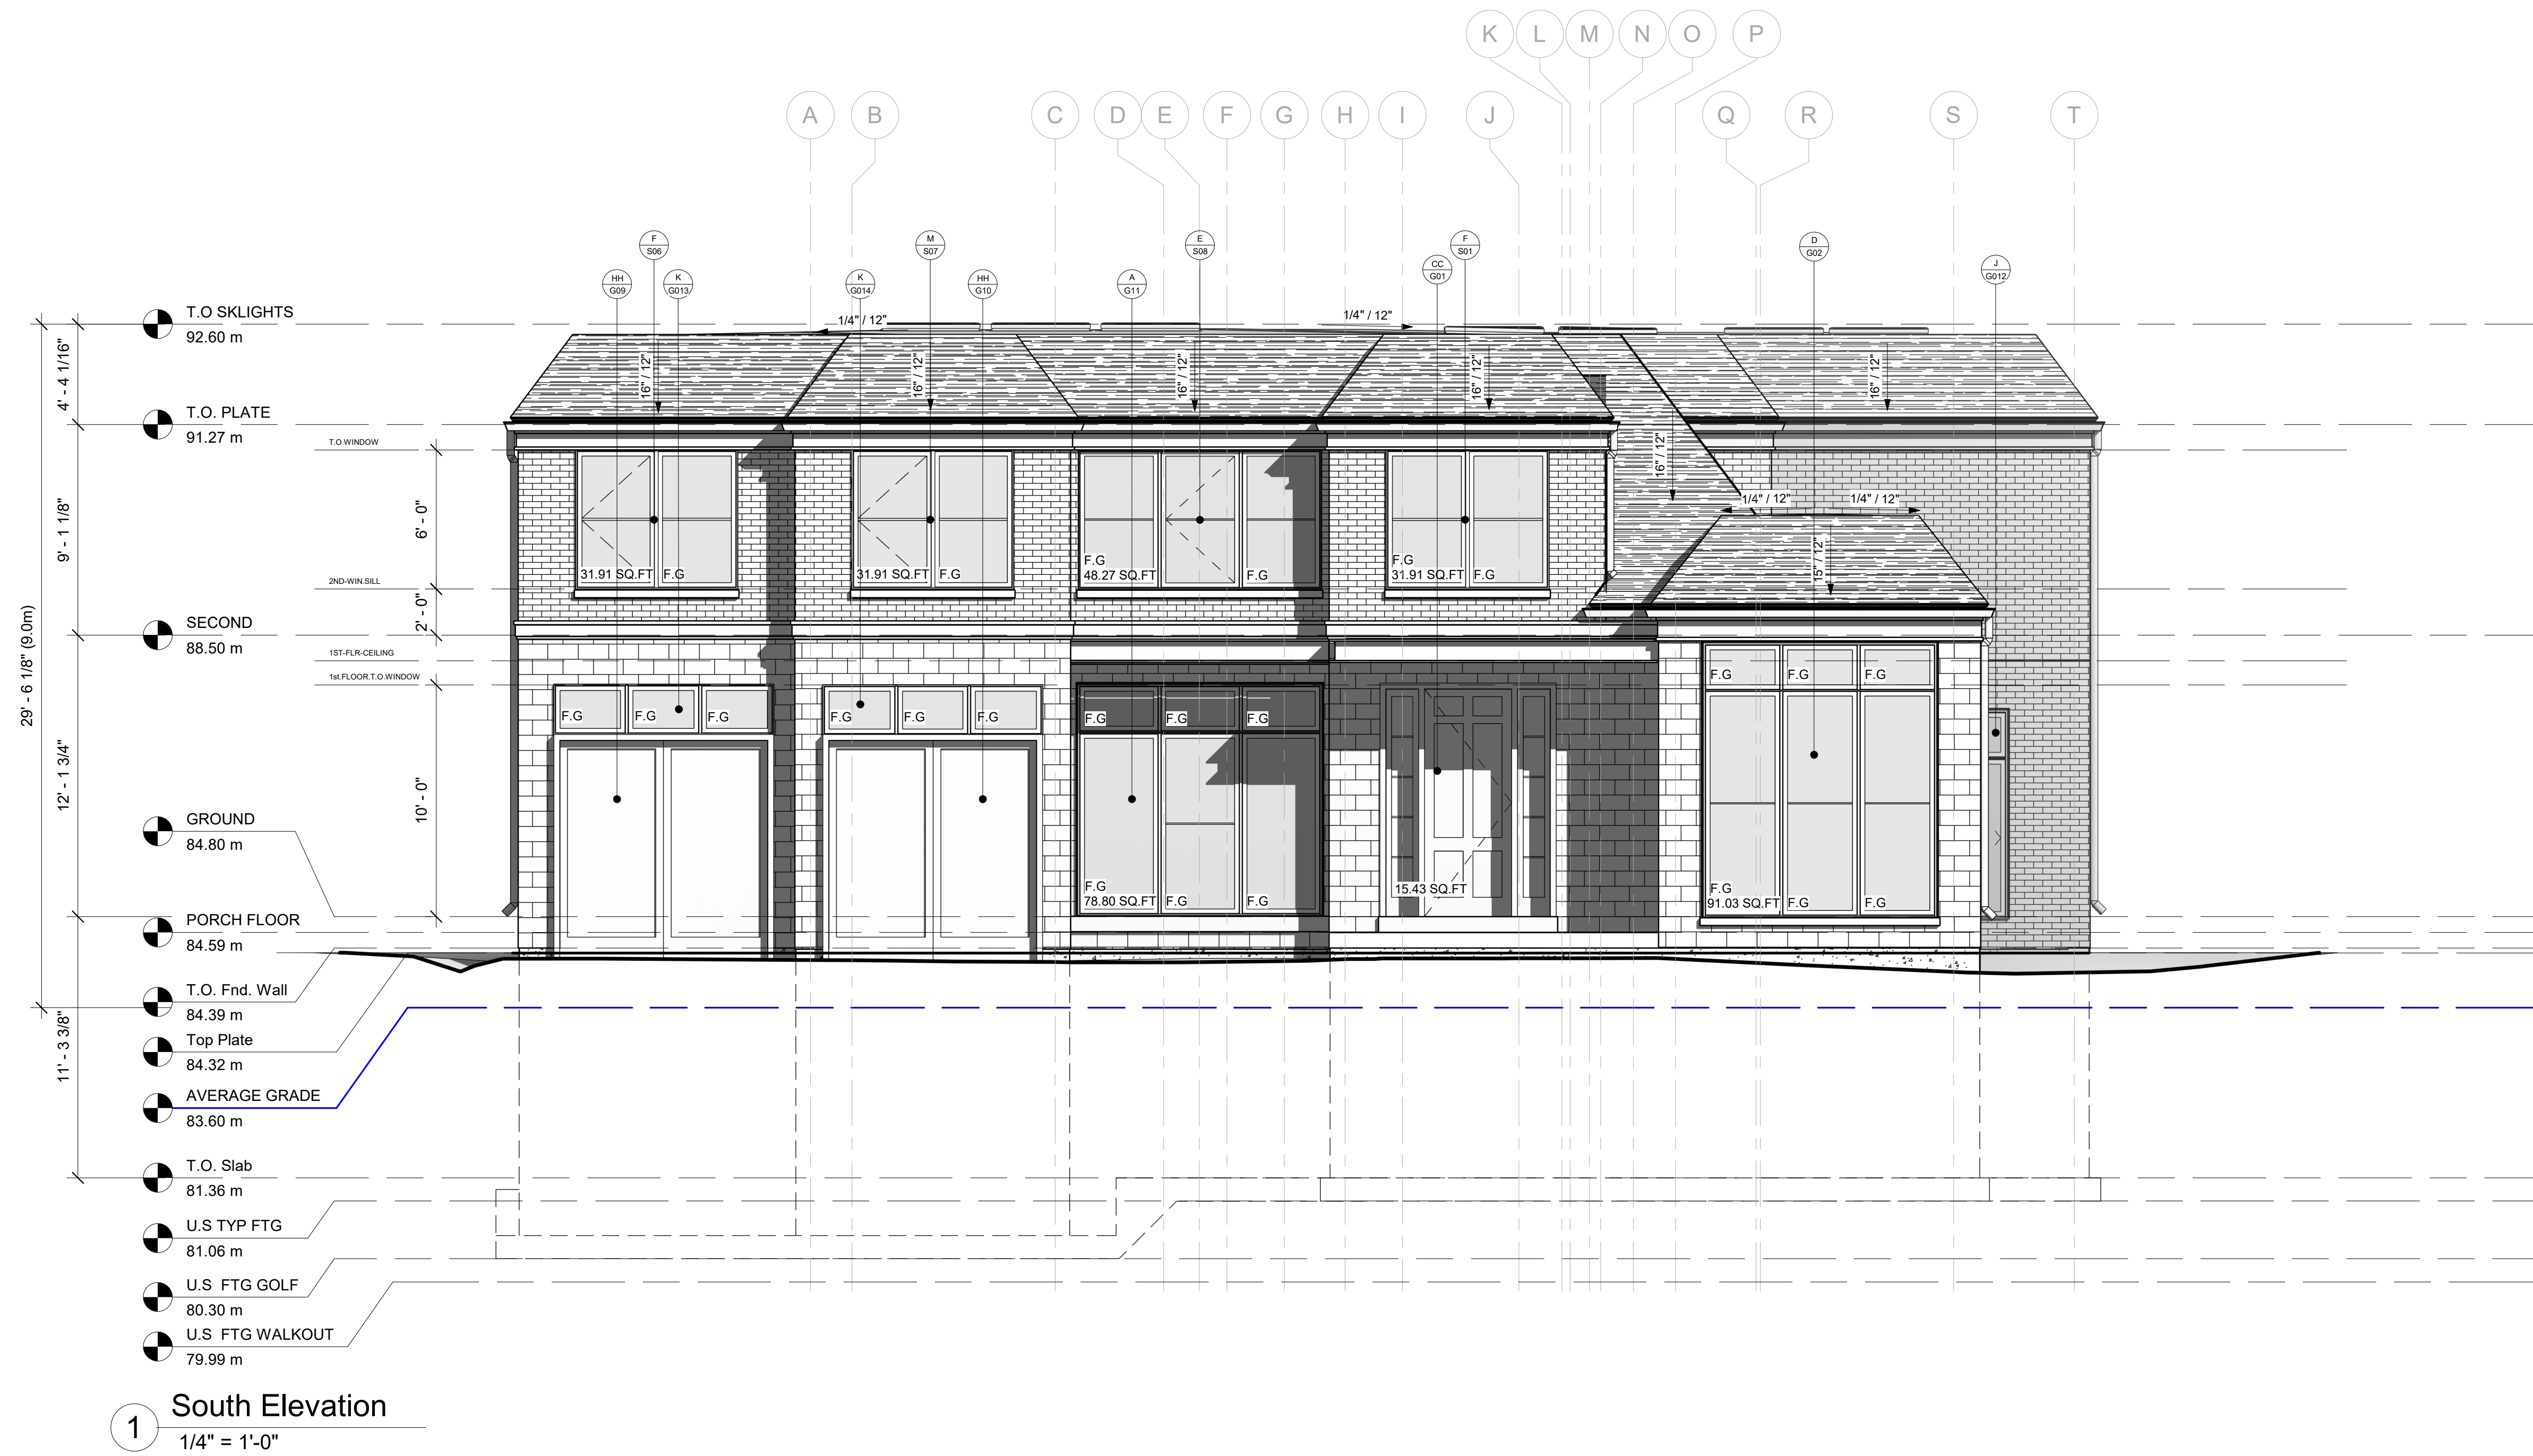 K L M N O P
A B C D E F G H I J Q R S T
F
S06
M
S07
E
S08
F
S01
D
G02
HH
G09
K
G013
K
G014
HH
G10
A
G11
CC
G01
J
G012
T.O SKLIGHTS
92.60 m
1/4" / 12"
1/4" / 12"
4' - 4 1/16"
16" / 12"
16" / 12"
16" / 12"
16" / 12"
16" / 12"
T.O. PLATE
91.27 m
T.O WINDOW
16" / 12"
1/4" / 12"
1/4" / 12"
9' - 1 1/8"
6' - 0"
15" / 12"
31.91 SQ.FT F.G
31.91 SQ.FT F.G
F.G
48.27 SQ.FT
F.G
F.G
31.91 SQ.FT F.G
2ND-WIN.SILL
2' - 0"
SECOND
88.50 m
29' - 6 1/8" (9.0m)
1ST-FLR-CEILING
1st.FLOOR.T.O.WINDOW
F.G F.G F.G
F.G F.G F.G
F.G F.G F.G
F.G F.G F.G
12' - 1 3/4"
10' - 0"
GROUND
84.80 m
F.G
78.80 SQ.FT F.G F.G
15.43 SQ.FT
F.G
91.03 SQ.FT F.G F.G
PORCH FLOOR
84.59 m
T.O. Fnd. Wall
84.39 m
Top Plate
84.32 m
11' - 3 3/8"
AVERAGE GRADE
83.60 m
T.O. Slab
81.36 m
U.S TYP FTG
81.06 m
U.S FTG GOLF
80.30 m
U.S FTG WALKOUT
79.99 m
1 South Elevation
1/4" = 1'-0"